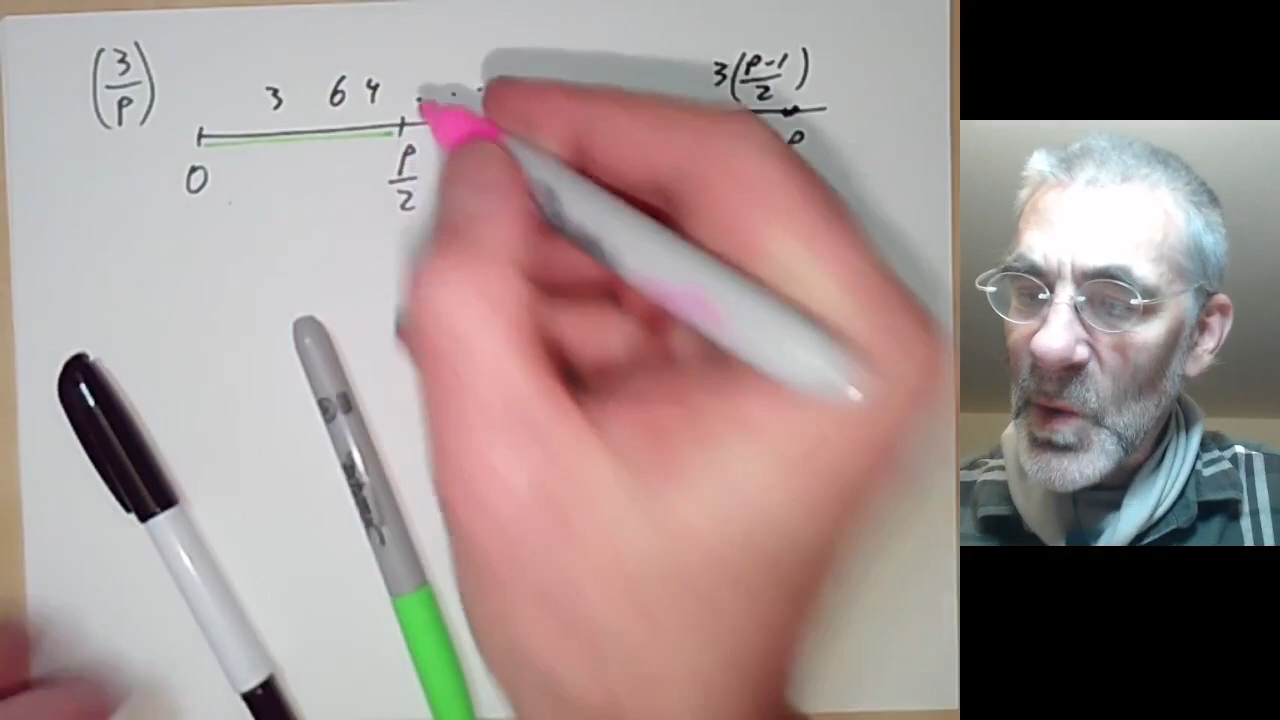 (3/p)
3 6 4 . . . 3(p-1/2)
0 p/2 p